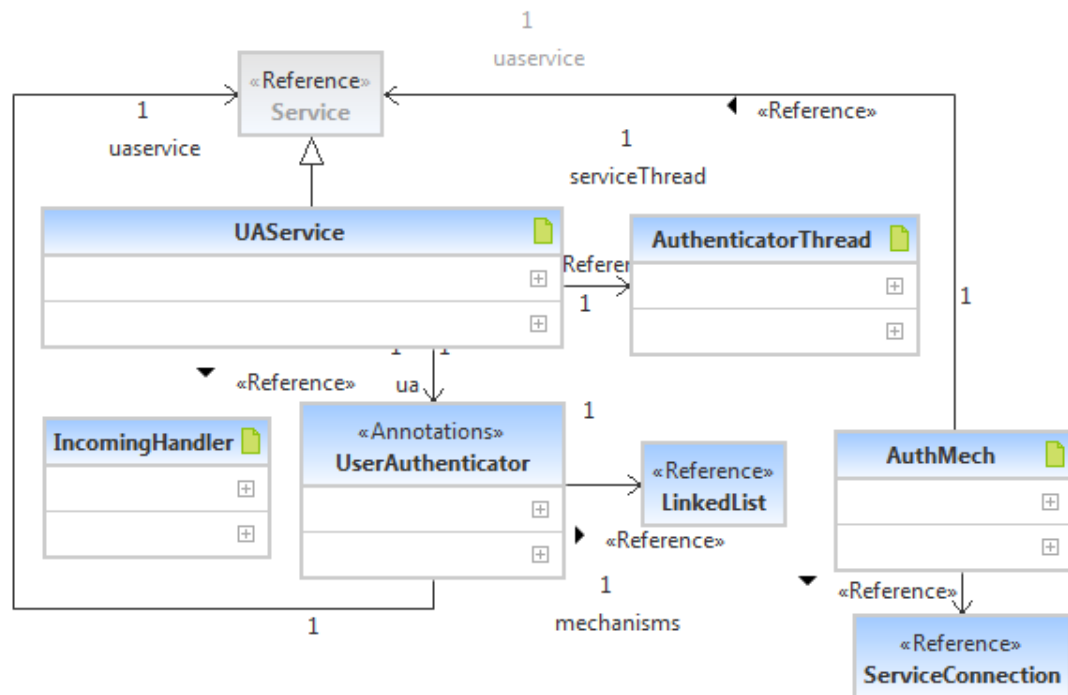 1
uaservice
«Reference»
Service
1
uaservice
«Reference»
1
serviceThread
UAService
AuthenticatorThread
Referer
1
1
1 1
«Reference»
ua
1
«Annotations»
UserAuthenticator
IncomingHandler
«Reference»
LinkedList
AuthMech
«Reference»
1
mechanisms
1
«Reference»
«Reference»
ServiceConnection